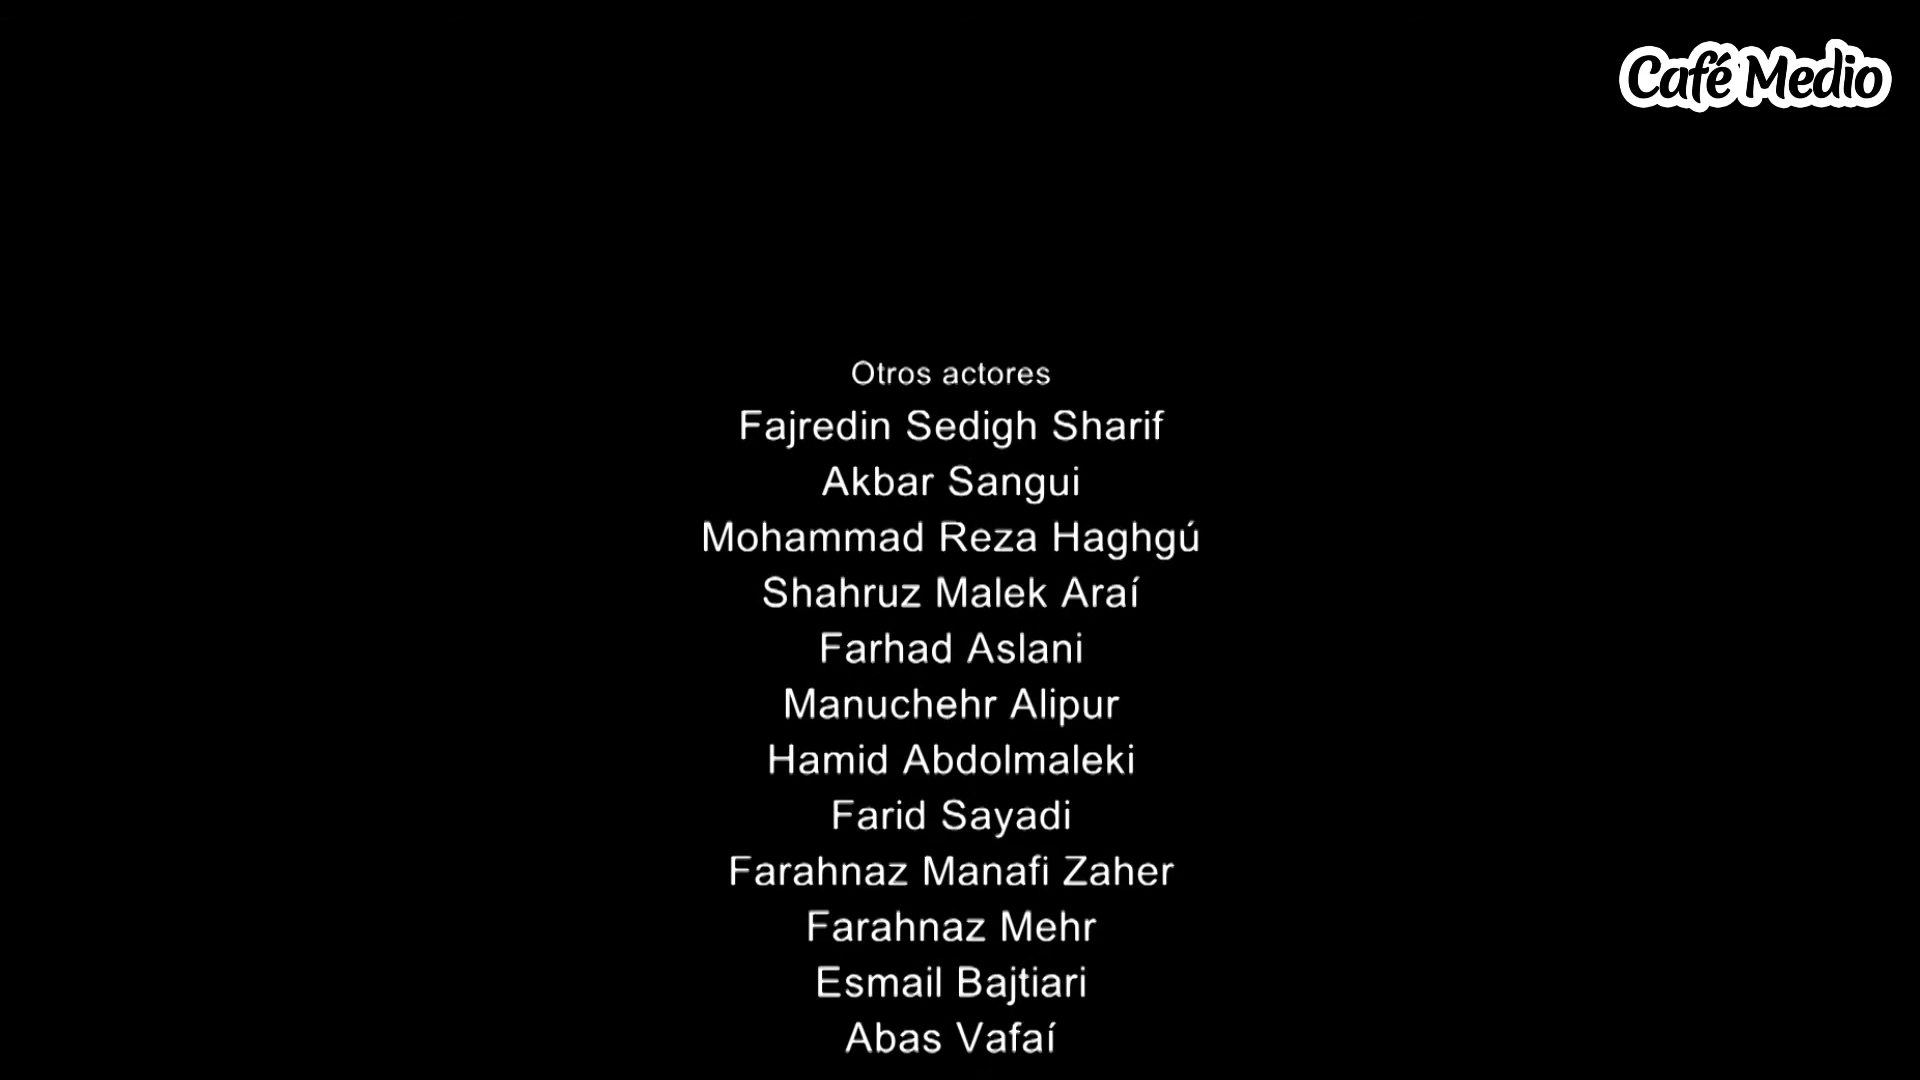 Café Medio
Otros actores
Fajredin Sedigh Sharif
Akbar Sangui
Mohammad Reza Haghgú
Shahruz Malek Araí
Farhad Aslani
Manuchehr Alipur
Hamid Abdolmaleki
Farid Sayadi
Farahnaz Manafi Zaher
Farahnaz Mehr
Esmail Bajtiari
Abas Vafaí